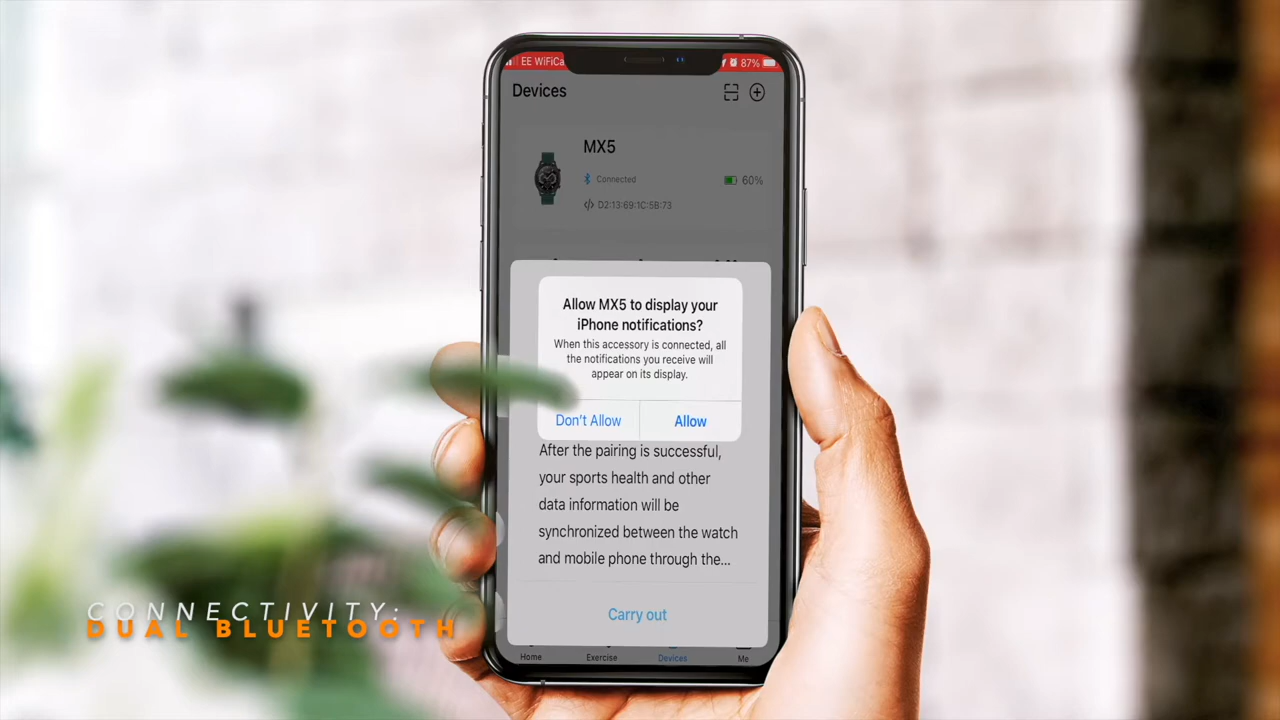 EE WiFiCa
87%
Devices
MX5
Connected
60%
D2:13:69:1C:5B:73
Allow MX5 to display your
iPhone notifications?
When this accessory is connected, all
the notifications you receive will
appear on its display.
Don't Allow
Allow
After the pairing is successful,
your sports health and other
data information will be
synchronized between the watch
and mobile phone through the...
Carry out
Home
Exercise
Devices
Me
CONNECTIVITY:
DUAL BLUETOOTH